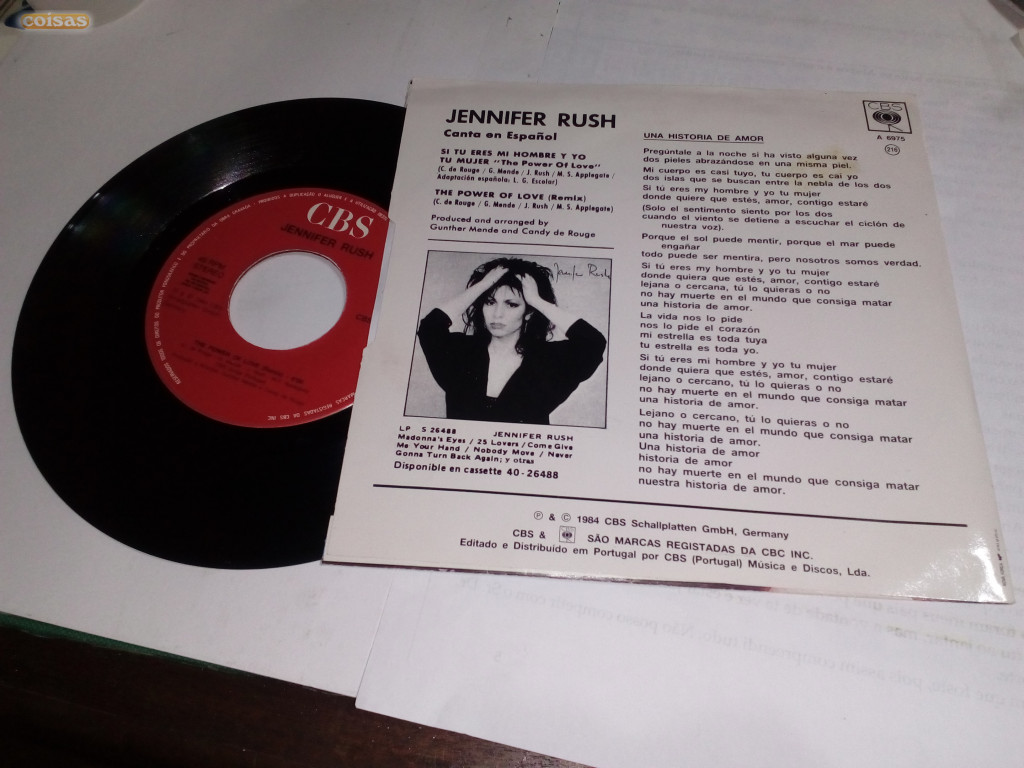 coisas
CBS
JENNIFER RUSH
45 RPM
STEREO
THE POWER OF LOVE (Remix)
JENNIFER RUSH
Canta en Español
SI TU ERES MI HOMBRE Y YO
TU MUJER "The Power Of Love"
(C. de Rouge / G. Mende / J. Rush / M. S. Applegate /
Adaptación española: L. G. Escolar)
THE POWER OF LOVE (Remix)
(C. de Rouge / G. Mende / J. Rush / M. S. Applegate)
Produced and arranged by
Gunther Mende and Candy de Rouge
Jennifer Rush
LP S 26488 JENNIFER RUSH
Madonna's Eyes / 25 Lovers / Come Give
Me Your Hand / Nobody Move / Never
Gonna Turn Back Again; y otras
Disponible en cassette 40-26488
CBS
A 6975
216
UNA HISTORIA DE AMOR
Pregúntale a la noche si ha visto alguna vez
dos pieles abrazándose en una misma piel.
Mi cuerpo es casi tuyo, tu cuerpo es cai yo
dos islas que se buscan entre la nebla de los dos
Si tú eres my hombre y yo tu mujer
donde quiere que estés, amor, contigo estaré
(Solo el sentimento siento por los dos
cuando el viento se detiene a escuchar el ciclón de
nuestra voz).
Porque el sol puede mentir, porque el mar puede
engañar
todo puede ser mentira, pero nosotros somos verdad.
Si tú eres my hombre y yo tu mujer
donde quiera que estés, amor, contigo estaré
lejana o cercana, tú lo quieras o no
no hay muerte en el mundo que consiga matar
una historia de amor.
La vida nos lo pide
nos lo pide el corazón
mi estrella es toda tuya
tu estrella es toda yo.
Si tú eres my hombre y yo tu mujer
donde quiera que estés, amor, contigo estaré
lejano o cercano, tú lo quieras o no
no hay muerte en el mundo que consiga matar
una historia de amor.
Lejano o cercano, tú lo quieras o no
no hay muerte en el mundo que consiga matar
una historia de amor.
Una historia de amor
historia de amor
no hay muerte en el mundo que consiga matar
nuestra historia de amor.
Ⓟ & © 1984 CBS Schallplatten GmbH, Germany
CBS & SÃO MARCAS REGISTADAS DA CBC INC.
Editado e Distribuído em Portugal por CBS (Portugal) Música e Discos, Lda.